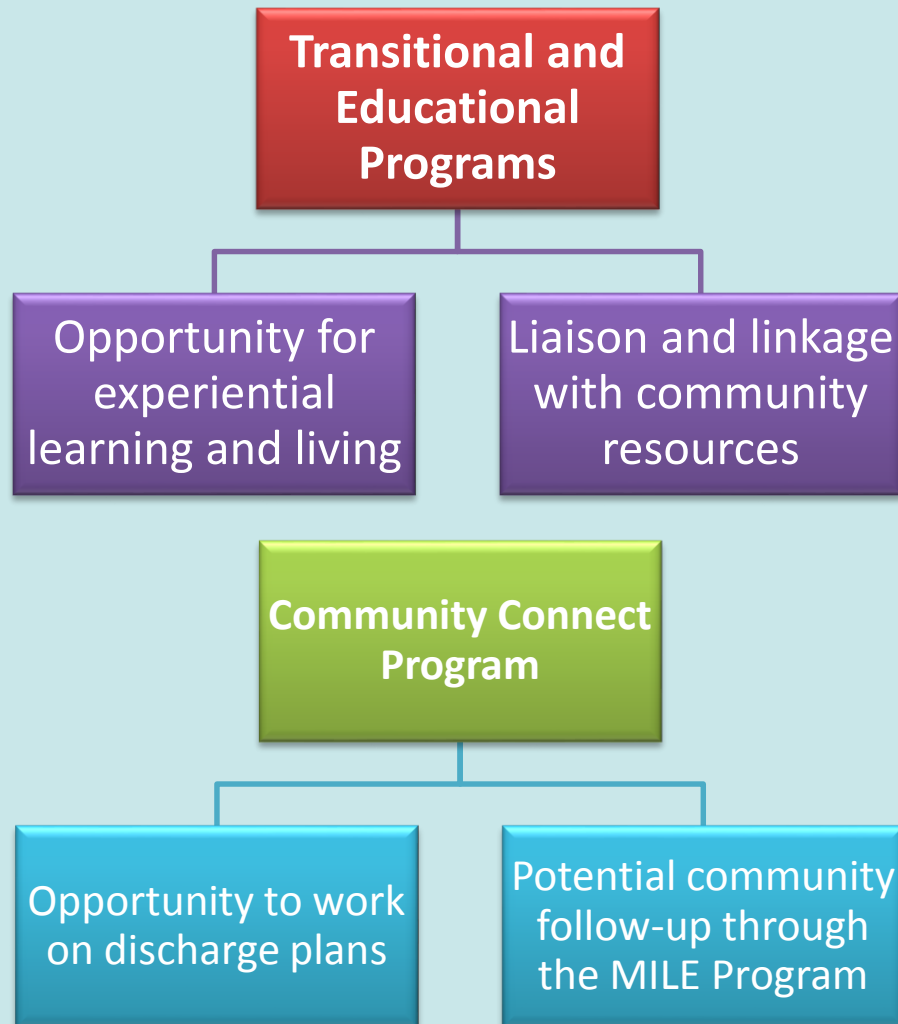 Transitional and
Educational
Programs
Opportunity for
experiential
learning and living
Liaison and linkage
with community
resources
Community Connect
Program
Opportunity to work
on discharge plans
Potential community
follow-up through
the MILE Program